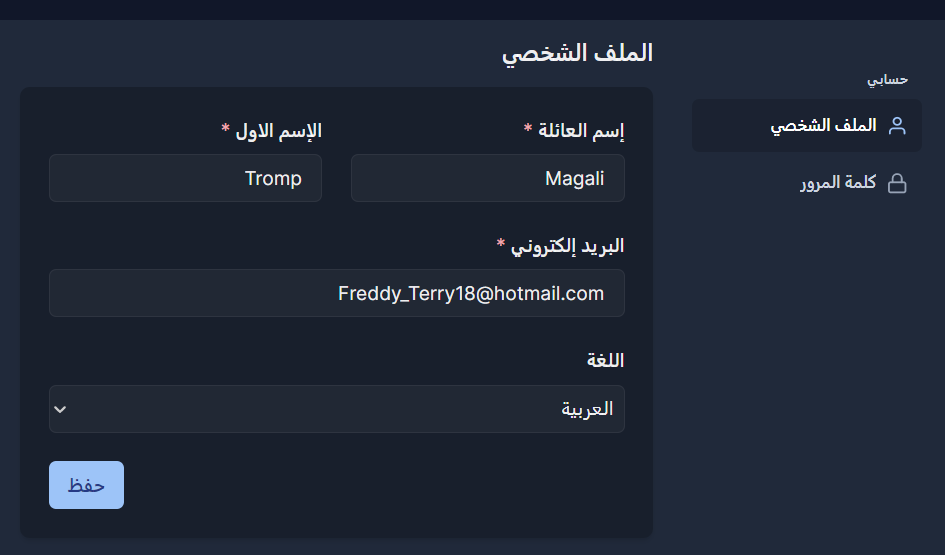 حسابي
الملف الشخصي
كلمة المرور
الملف الشخصي
إسم العائلة *
Magali
الإسم الاول *
Tromp
البريد إلكتروني *
Freddy_Terry18@hotmail.com
اللغة
العربية
حفظ